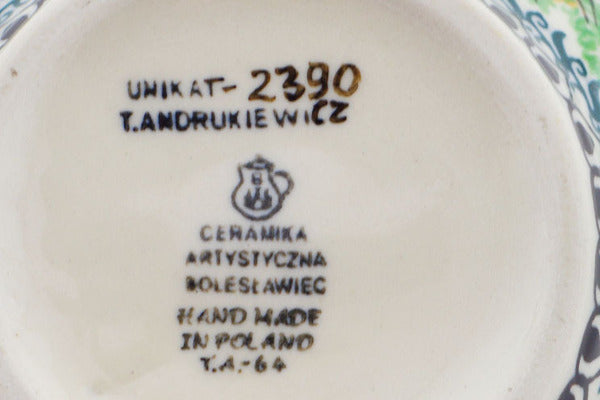 UNIKAT-2390
T.ANDRUKIEWICZ
B
CERAMIKA
ARTYSTYCZNA
BOLESŁAWIEC
HAND MADE
IN POLAND
T.A.-64